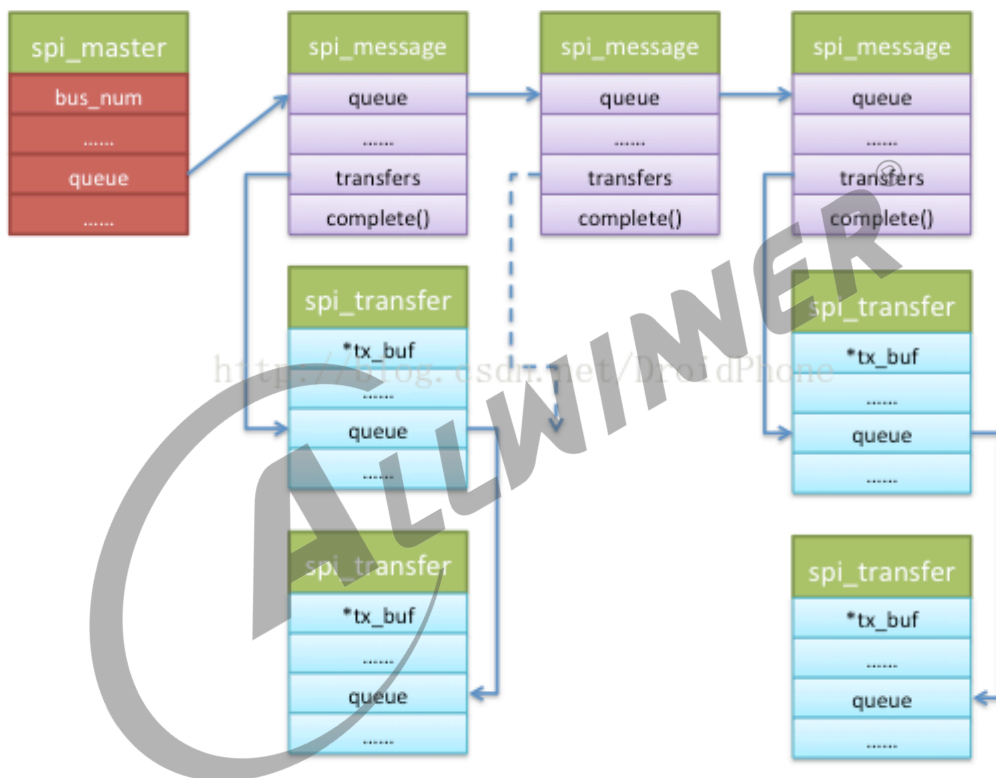 spi_master
bus_num
......
queue
......
spi_message
queue
......
transfers
complete()
spi_message
queue
......
transfers
complete()
spi_message
queue
......
transfers
complete()
spi_transfer
*tx_buf
......
queue
......
spi_transfer
*tx_buf
......
queue
......
spi_transfer
*tx_buf
......
queue
......
spi_transfer
*tx_buf
......
queue
......
http://blog.csdn.net/DroidPhone
ALLWINNER